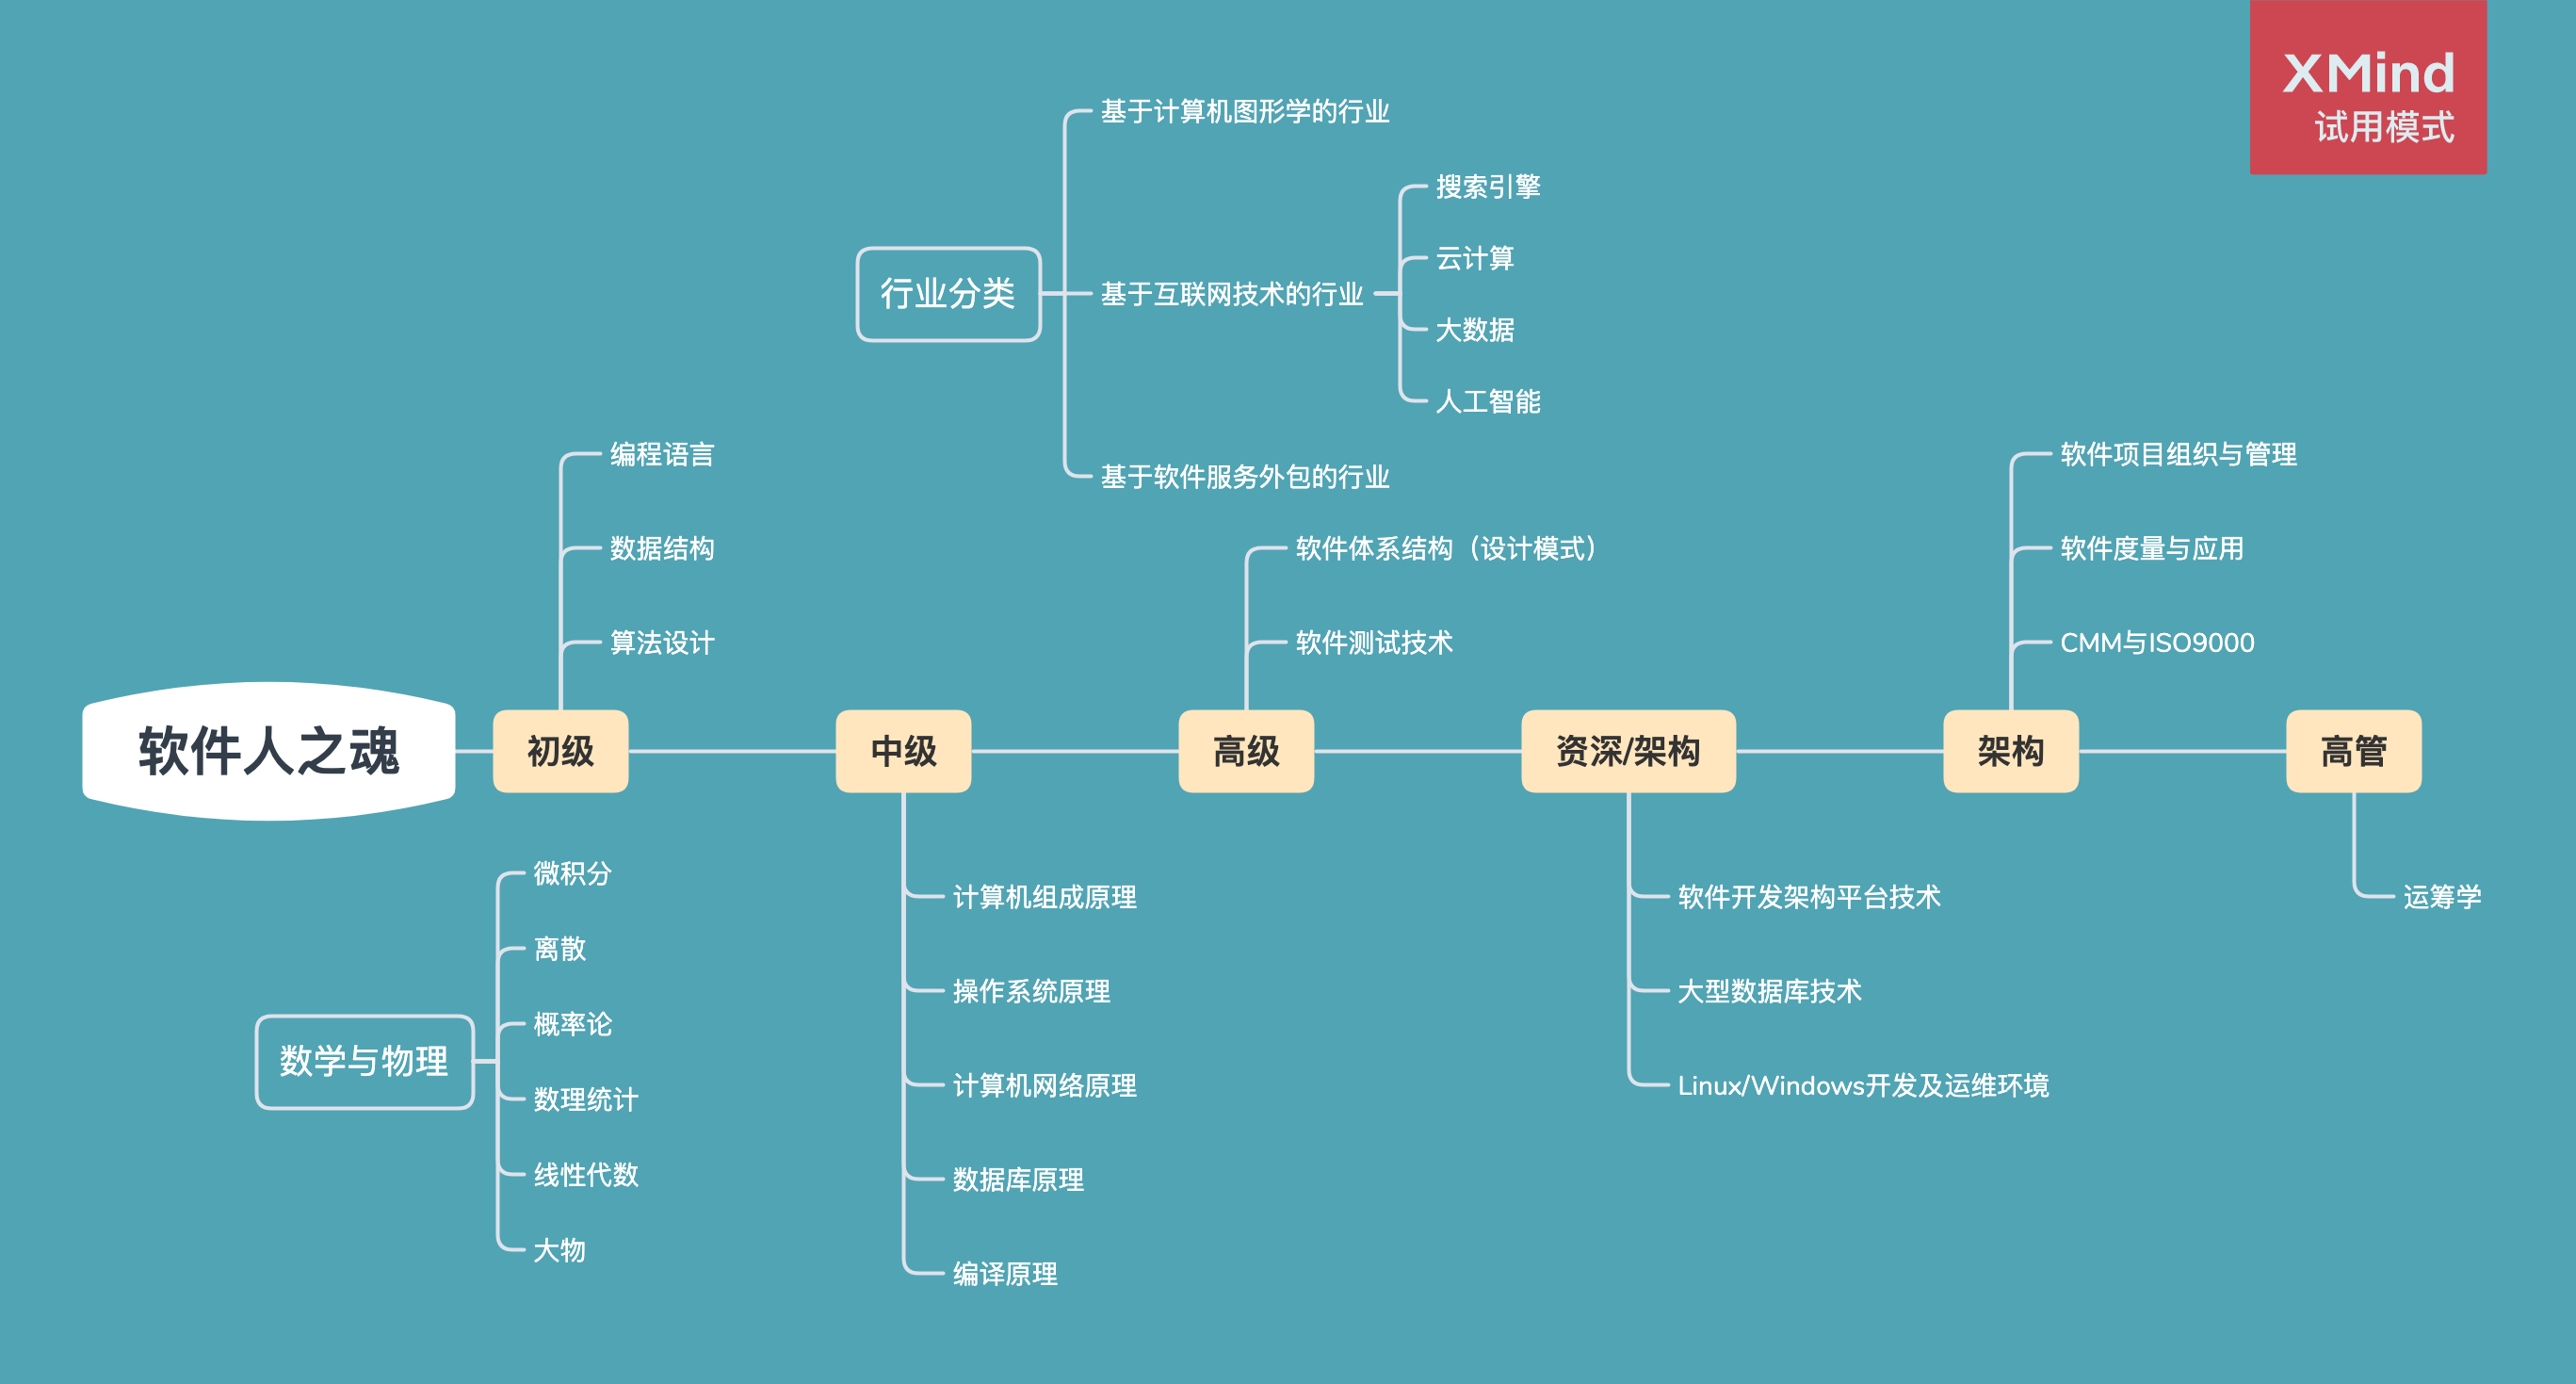 XMind
试用模式
行业分类
基于计算机图形学的行业
基于互联网技术的行业
搜索引擎
云计算
大数据
人工智能
基于软件服务外包的行业
软件人之魂
初级
编程语言
数据结构
算法设计
中级
计算机组成原理
操作系统原理
计算机网络原理
数据库原理
编译原理
高级
软件体系结构（设计模式）
软件测试技术
资深/架构
软件开发架构平台技术
大型数据库技术
Linux/Windows开发及运维环境
架构
软件项目组织与管理
软件度量与应用
CMM与ISO9000
高管
运筹学
数学与物理
微积分
离散
概率论
数理统计
线性代数
大物